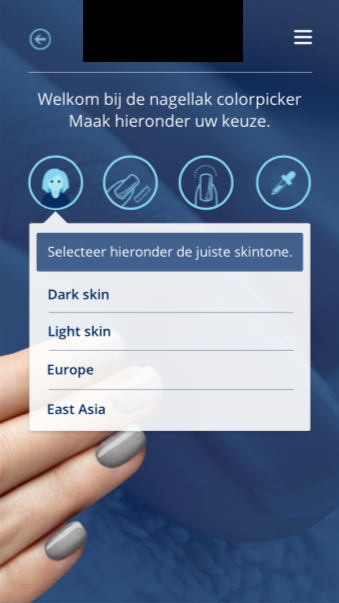 Welkom bij de nagellak colorpicker
Maak hieronder uw keuze.
Selecteer hieronder de juiste skintone.
Dark skin
Light skin
Europe
East Asia